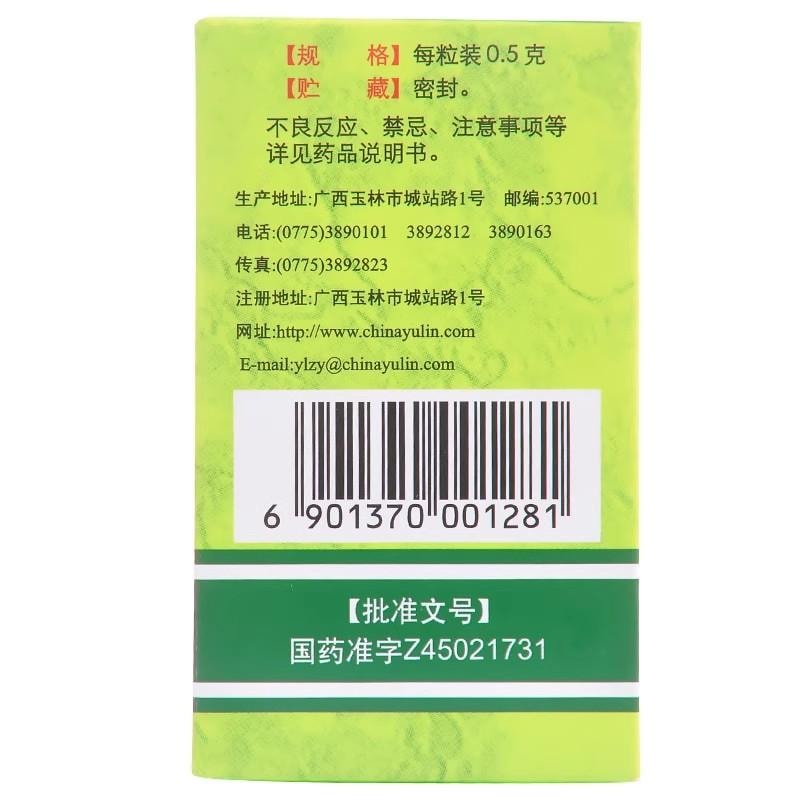 【规　格】每粒装0.5克
【贮　藏】密封。
不良反应、禁忌、注意事项等
详见药品说明书。
生产地址:广西玉林市城站路1号　邮编:537001
电话:(0775)3890101　3892812　3890163
传真:(0775)3892823
注册地址:广西玉林市城站路1号
网址:http://www.chinayulin.com
E-mail:ylzy@chinayulin.com
6 901370 001281
【批准文号】
国药准字Z45021731